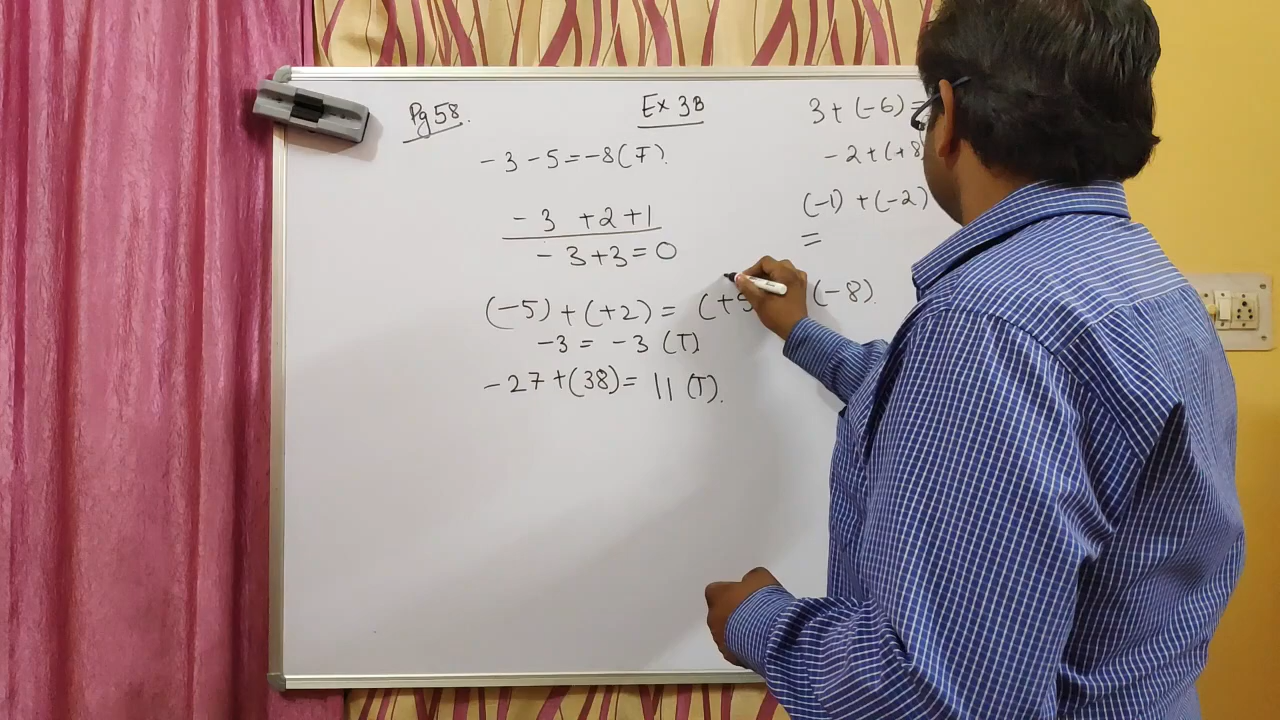 Pg 58.
Ex 3B
-3-5=-8(F).
-3 +2+1
-3+3=0
(-5)+(+2)= (+5 (-8).
-3 = -3 (T)
-27+(38)= 11 (T).
3+(-6)=
-2+(+8
(-1)+(-2)
=